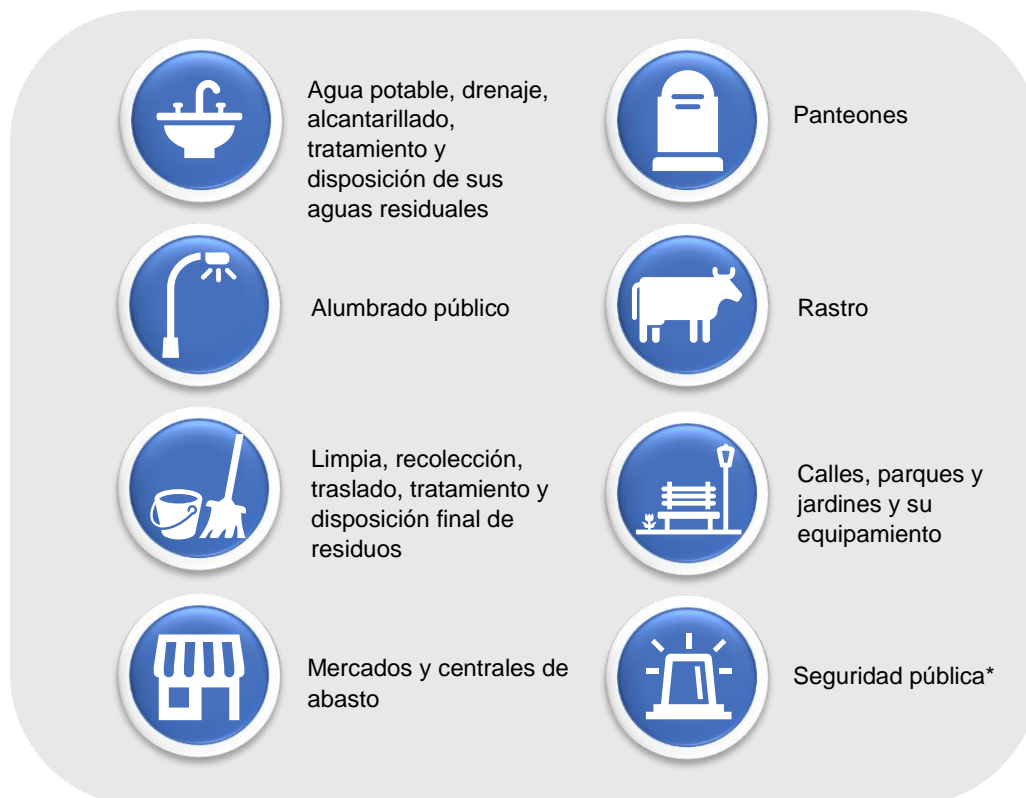 Agua potable, drenaje,
alcantarillado,
tratamiento y
disposición de sus
aguas residuales
Panteones
Alumbrado público
Rastro
Limpia, recolección,
traslado, tratamiento y
disposición final de
residuos
Calles, parques y
jardines y su
equipamiento
Mercados y centrales de
abasto
Seguridad pública*